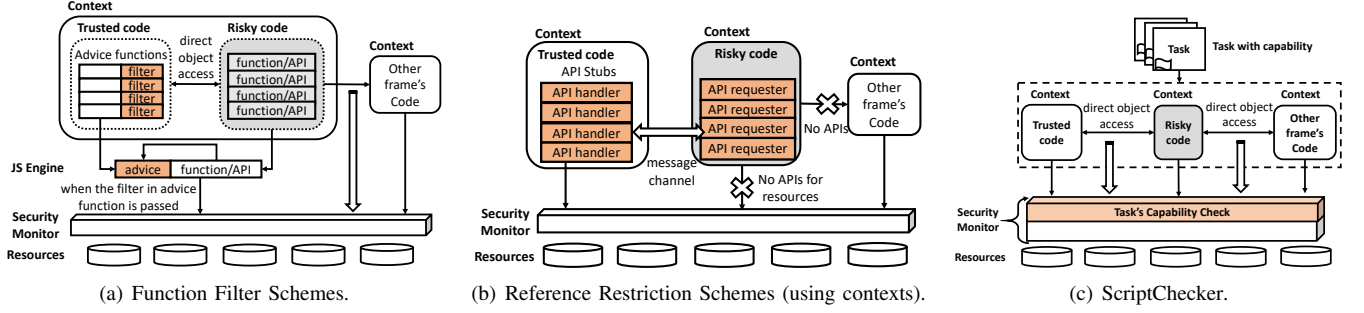 Context
Trusted code
Risky code
Advice functions
direct
object
access
filter
filter
filter
filter
function/API
function/API
function/API
function/API
Context
Other
frame's
Code
JS Engine
advice
function/API
when the filter in advice
function is passed
Security
Monitor
Resources
(a) Function Filter Schemes.
Context
Trusted code
API Stubs
API handler
API handler
API handler
API handler
Context
Risky code
API requester
API requester
API requester
API requester
Context
Other
frame's
Code
No APIs
message
channel
No APIs for
resources
Security
Monitor
Resources
(b) Reference Restriction Schemes (using contexts).
Task
Task with capability
Context
Trusted
code
direct object
access
Context
Risky
code
direct object
access
Context
Other
frame's
Code
Security
Monitor
Task's Capability Check
Resources
(c) ScriptChecker.